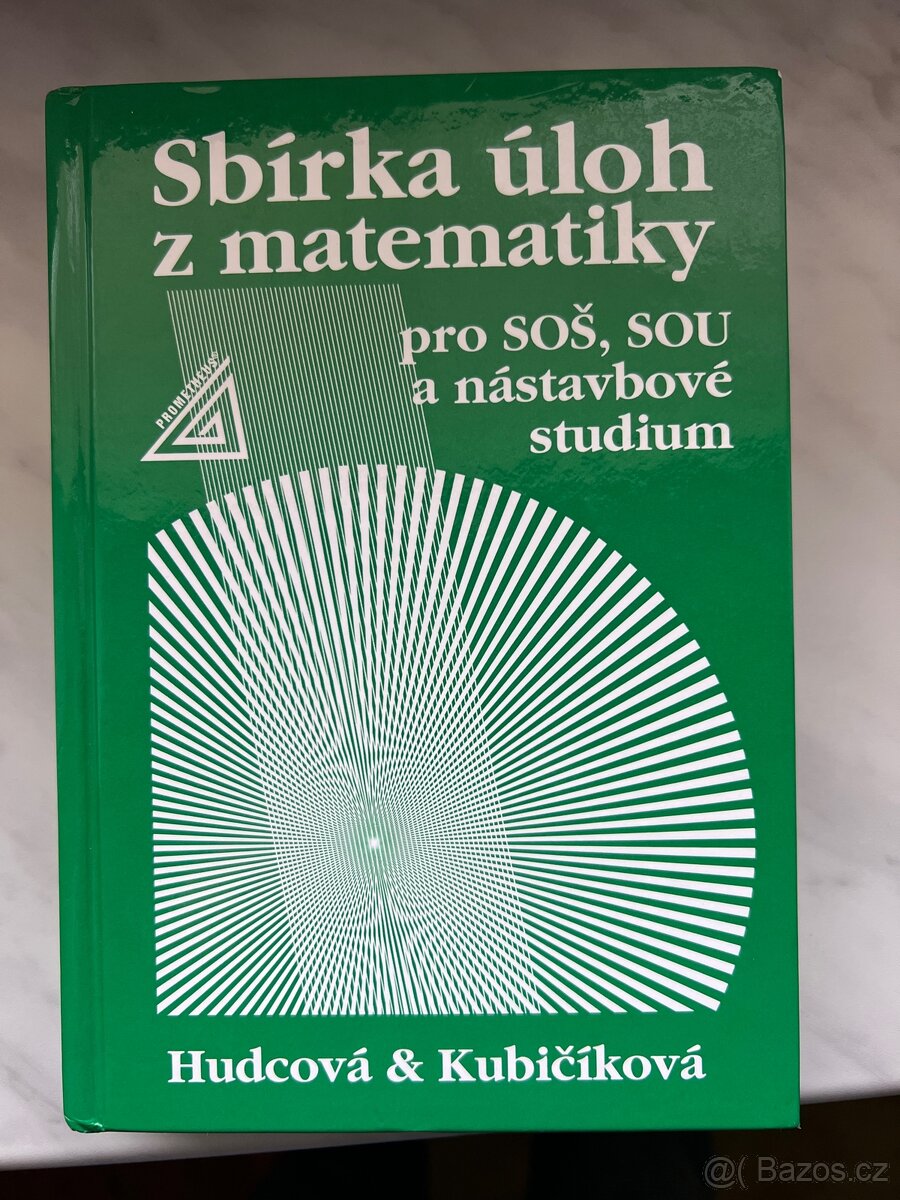 Sbírka úloh
z matematiky
pro SOŠ, SOU
a nástavbové
studium
PROMETHEUS®
Hudcová & Kubičíková
@( Bazos.cz